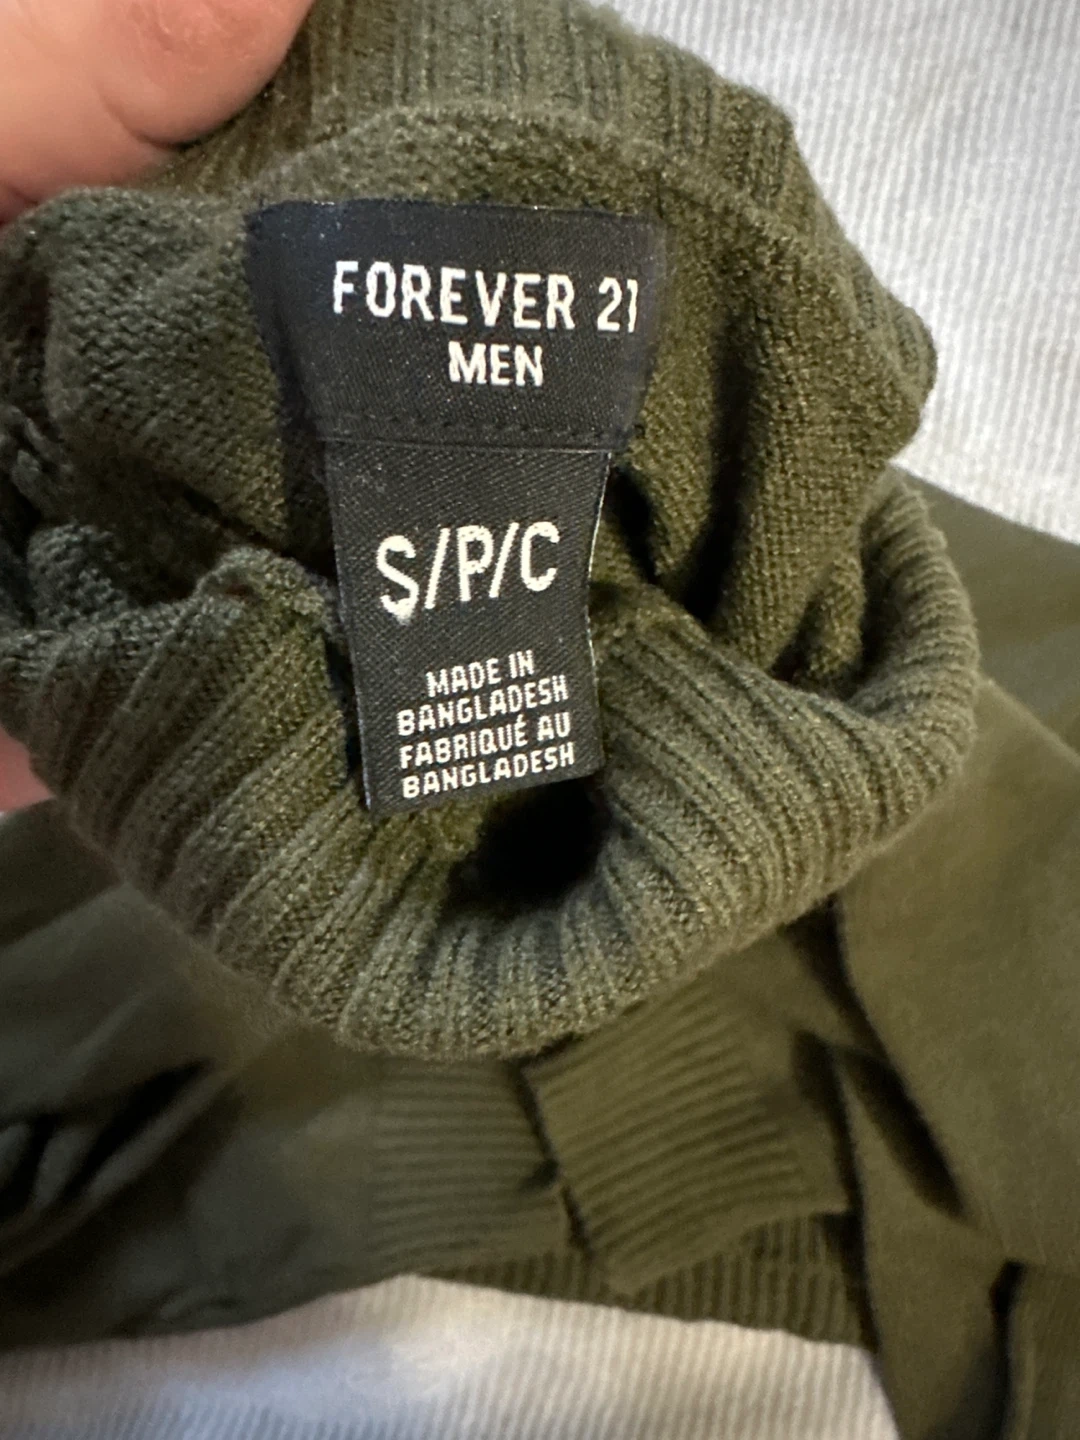 FOREVER 21
MEN
S/P/C
MADE IN
BANGLADESH
FABRIQUÉ AU
BANGLADESH